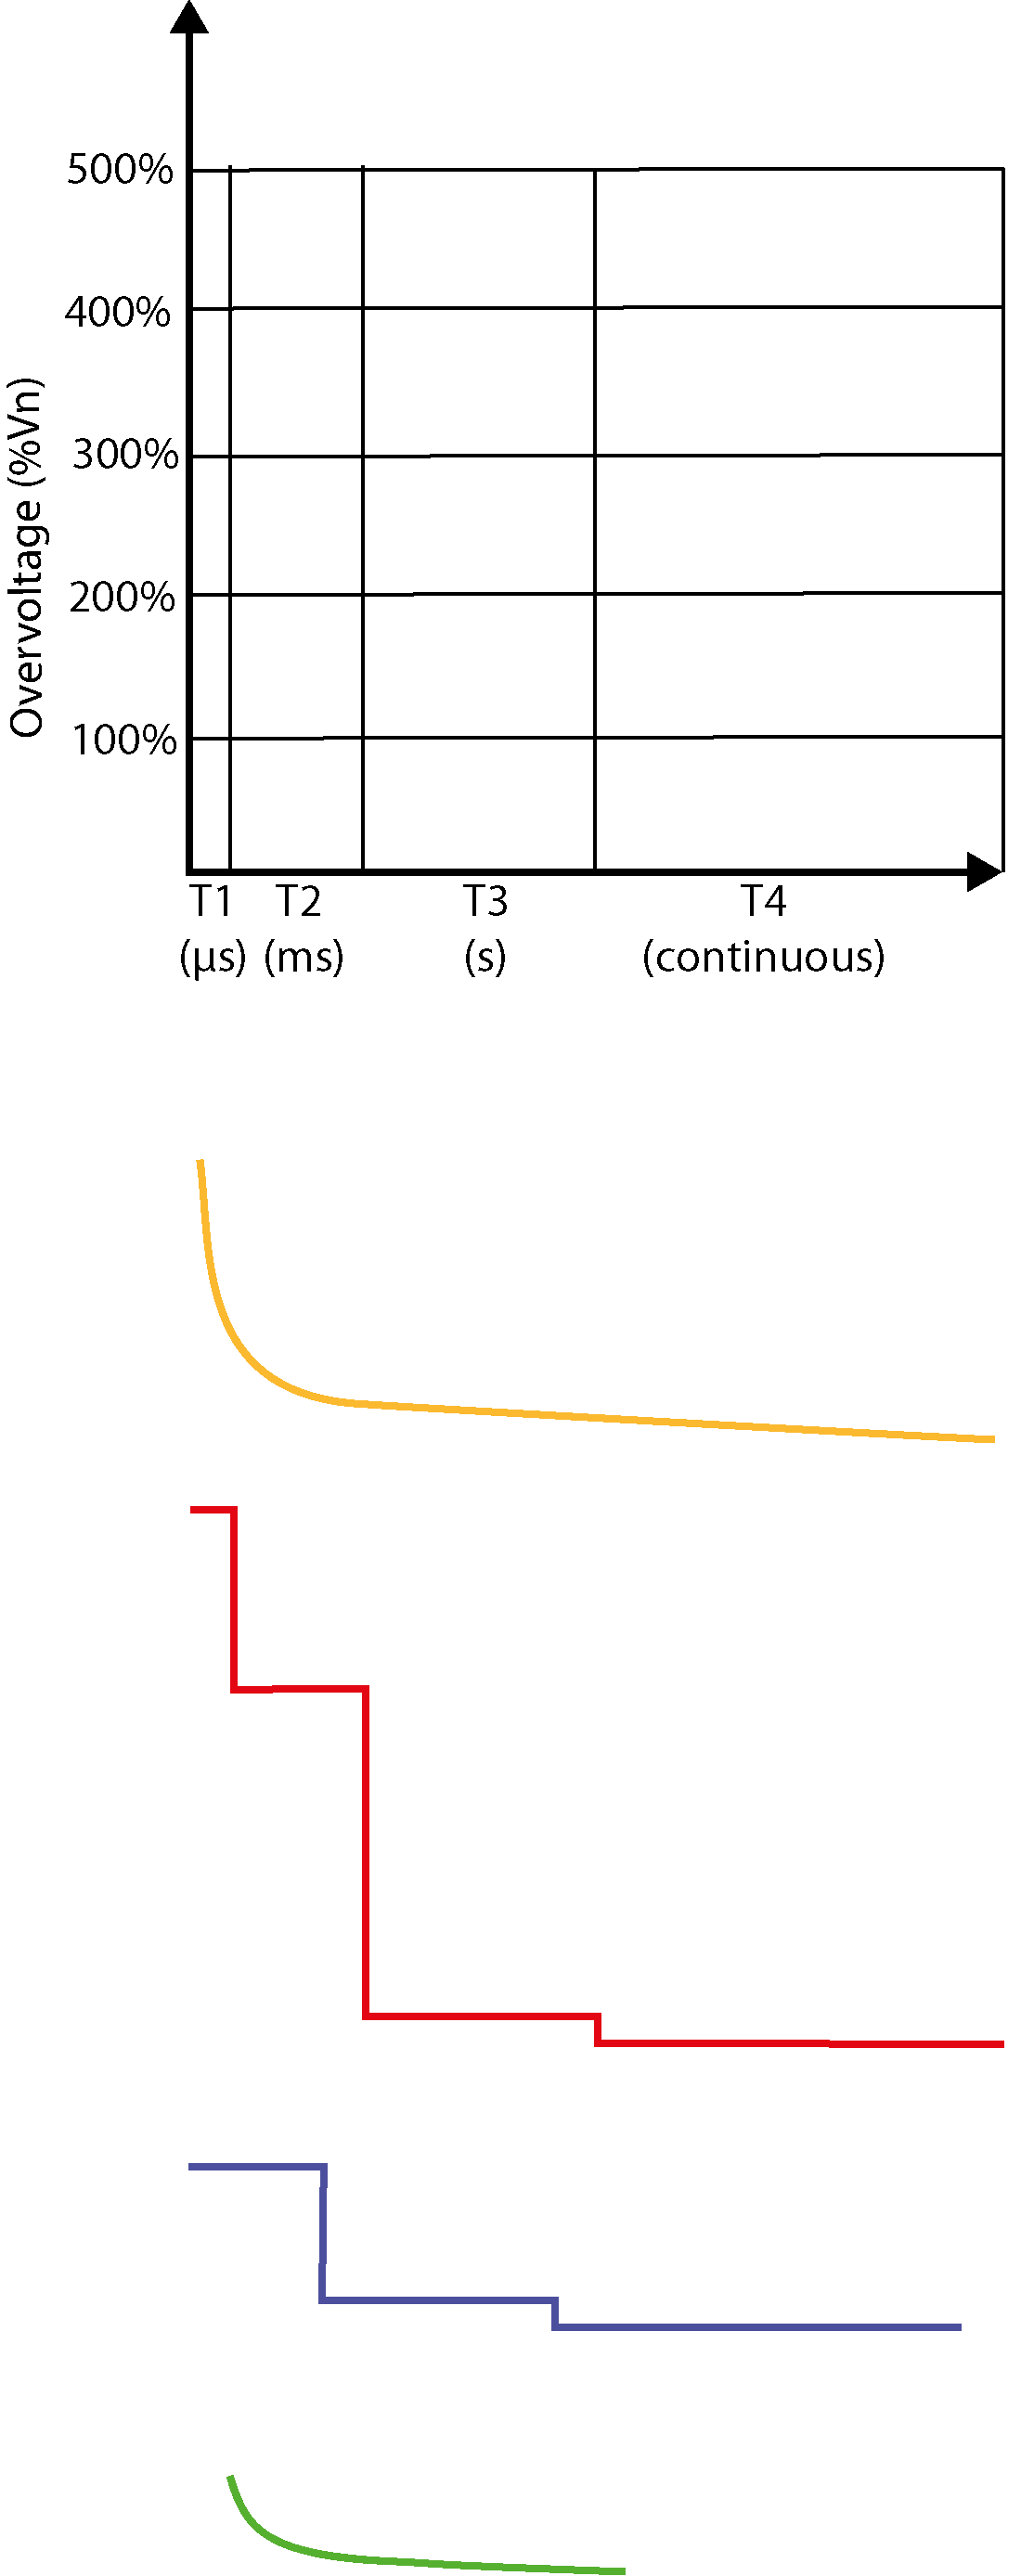 500%
400%
300%
200%
100%
Overvoltage (%Vn)
T1 T2 T3 T4
(µs) (ms) (s) (continuous)